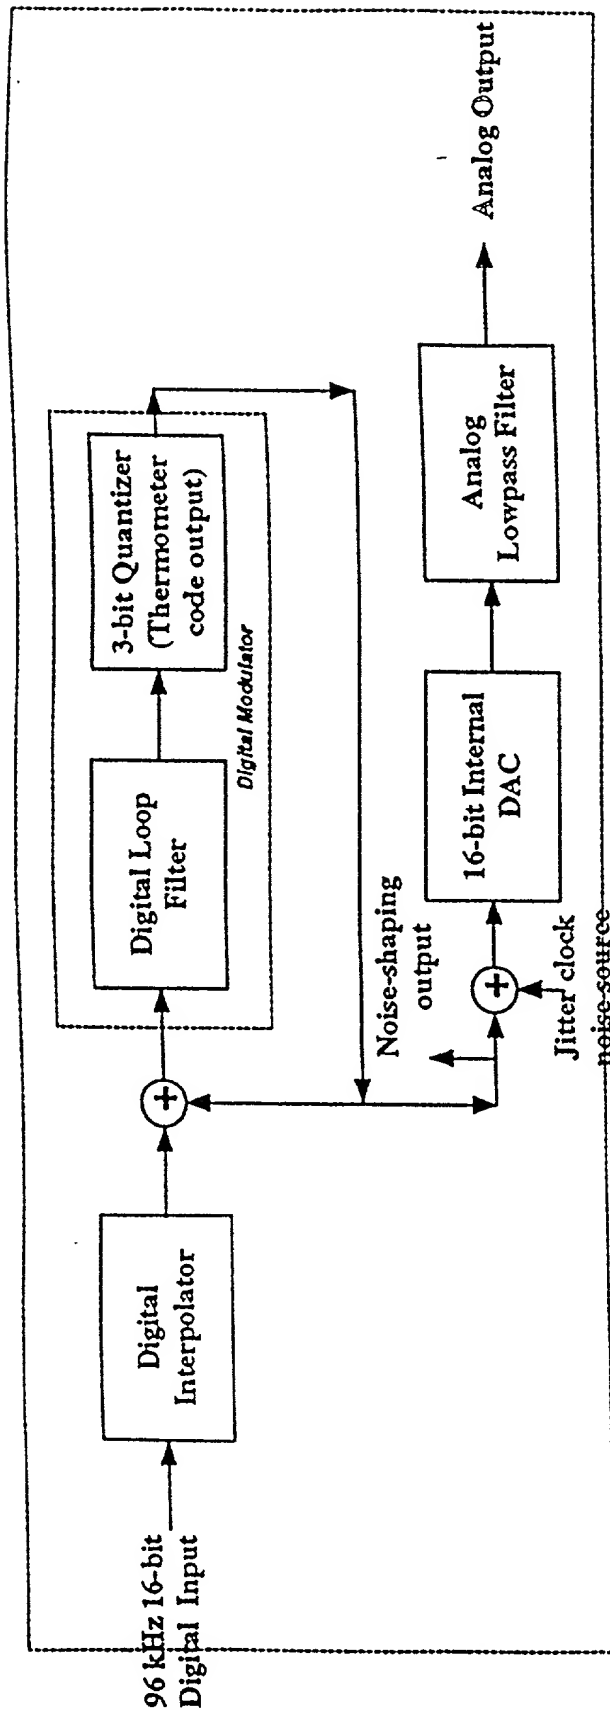 96 kHz 16-bit
Digital Input
Digital
Interpolator
+
Digital Loop
Filter
3-bit Quantizer
(Thermometer
code output)
Digital Modulator
Noise-shaping
output
+
Jitter clock
noise source
16-bit Internal
DAC
Analog
Lowpass Filter
Analog Output